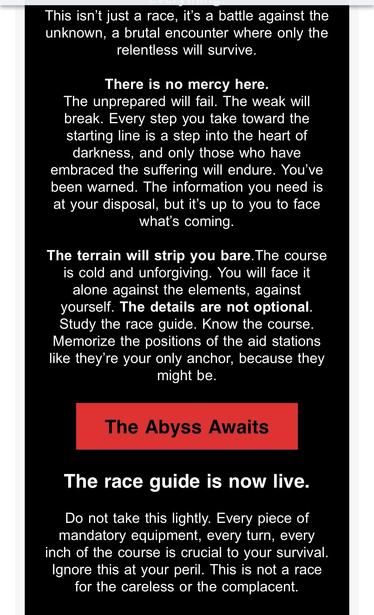 This isn't just a race, it's a battle against the
unknown, a brutal encounter where only the
relentless will survive.
There is no mercy here.
The unprepared will fail. The weak will
break. Every step you take toward the
starting line is a step into the heart of
darkness, and only those who have
embraced the suffering will endure. You've
been warned. The information you need is
at your disposal, but it's up to you to face
what's coming.
The terrain will strip you bare.The course
is cold and unforgiving. You will face it
alone against the elements, against
yourself. The details are not optional.
Study the race guide. Know the course.
Memorize the positions of the aid stations
like they're your only anchor, because they
might be.
The Abyss Awaits
The race guide is now live.
Do not take this lightly. Every piece of
mandatory equipment, every turn, every
inch of the course is crucial to your survival.
Ignore this at your peril. This is not a race
for the careless or the complacent.